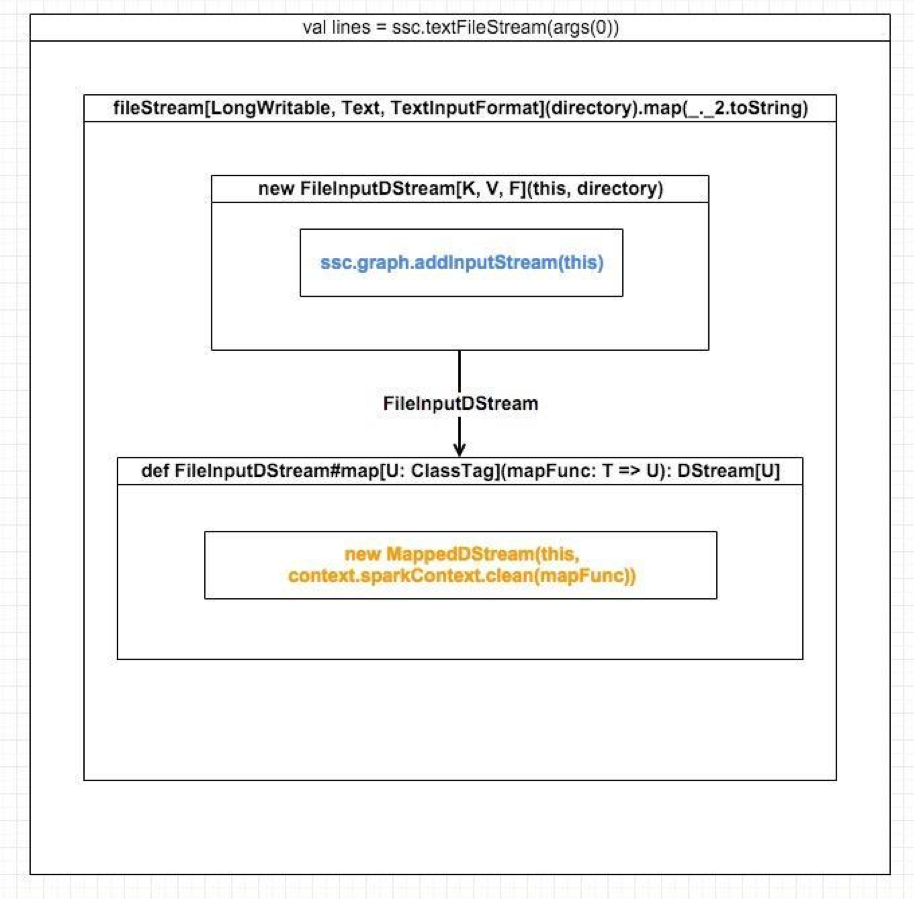 val lines = ssc.textFileStream(args(0))
fileStream[LongWritable, Text, TextInputFormat](directory).map(_._2.toString)
new FileInputDStream[K, V, F](this, directory)
ssc.graph.addInputStream(this)
FileInputDStream
def FileInputDStream#map[U: ClassTag](mapFunc: T => U): DStream[U]
new MappedDStream(this,
context.sparkContext.clean(mapFunc))